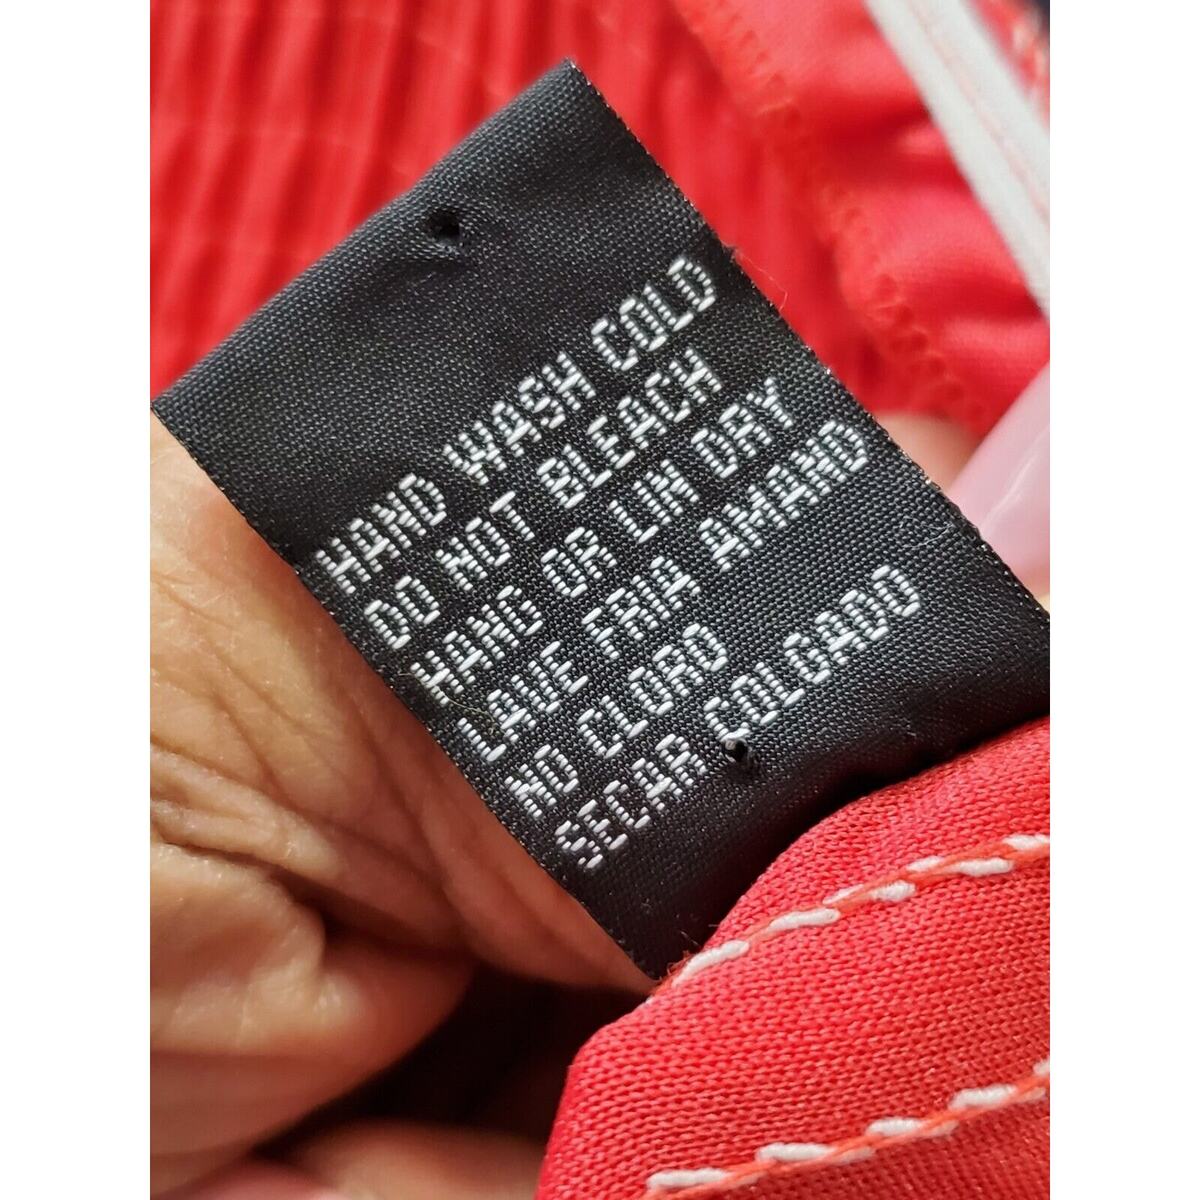 HAND WASH COLD
DO NOT BLEACH
HANG OR LIN DRY
LAVE FRIA AMANO
NO CLORO
SECAR COLGADO